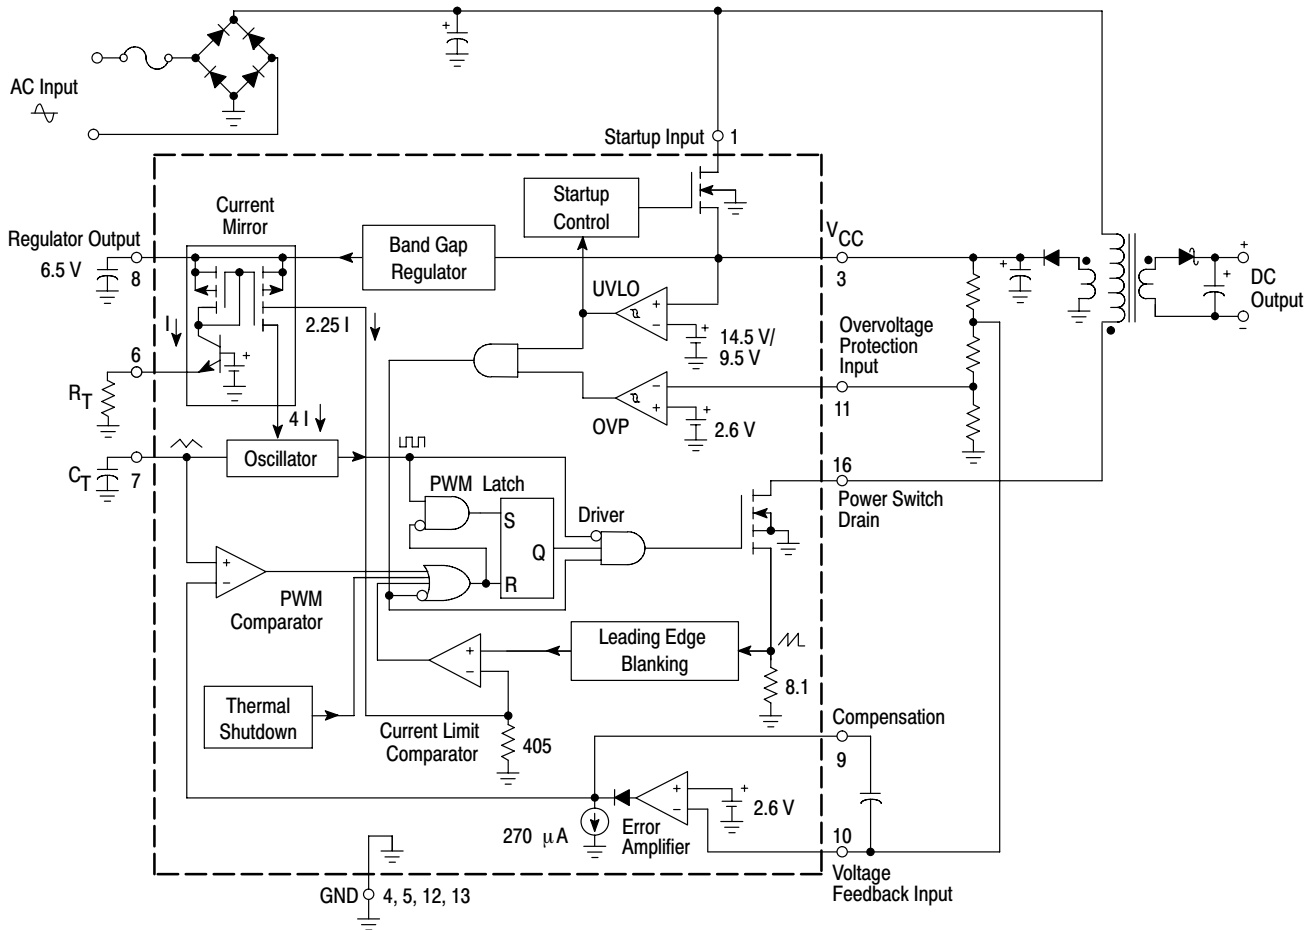 AC Input
Startup Input
1
Current
Mirror
Startup
Control
Regulator Output
6.5 V
8
Band Gap
Regulator
VCC
3
DC
Output
+
−
UVLO
14.5 V/
9.5 V
I
2.25 I
Overvoltage
Protection
Input
11
6
RT
4 I
OVP
2.6 V
CT
7
Oscillator
16
Power Switch
Drain
PWM Latch
S
Q
R
Driver
PWM
Comparator
Leading Edge
Blanking
8.1
Thermal
Shutdown
Current Limit
Comparator
405
Compensation
9
270 µA
Error
Amplifier
2.6 V
10
Voltage
Feedback Input
GND
4, 5, 12, 13